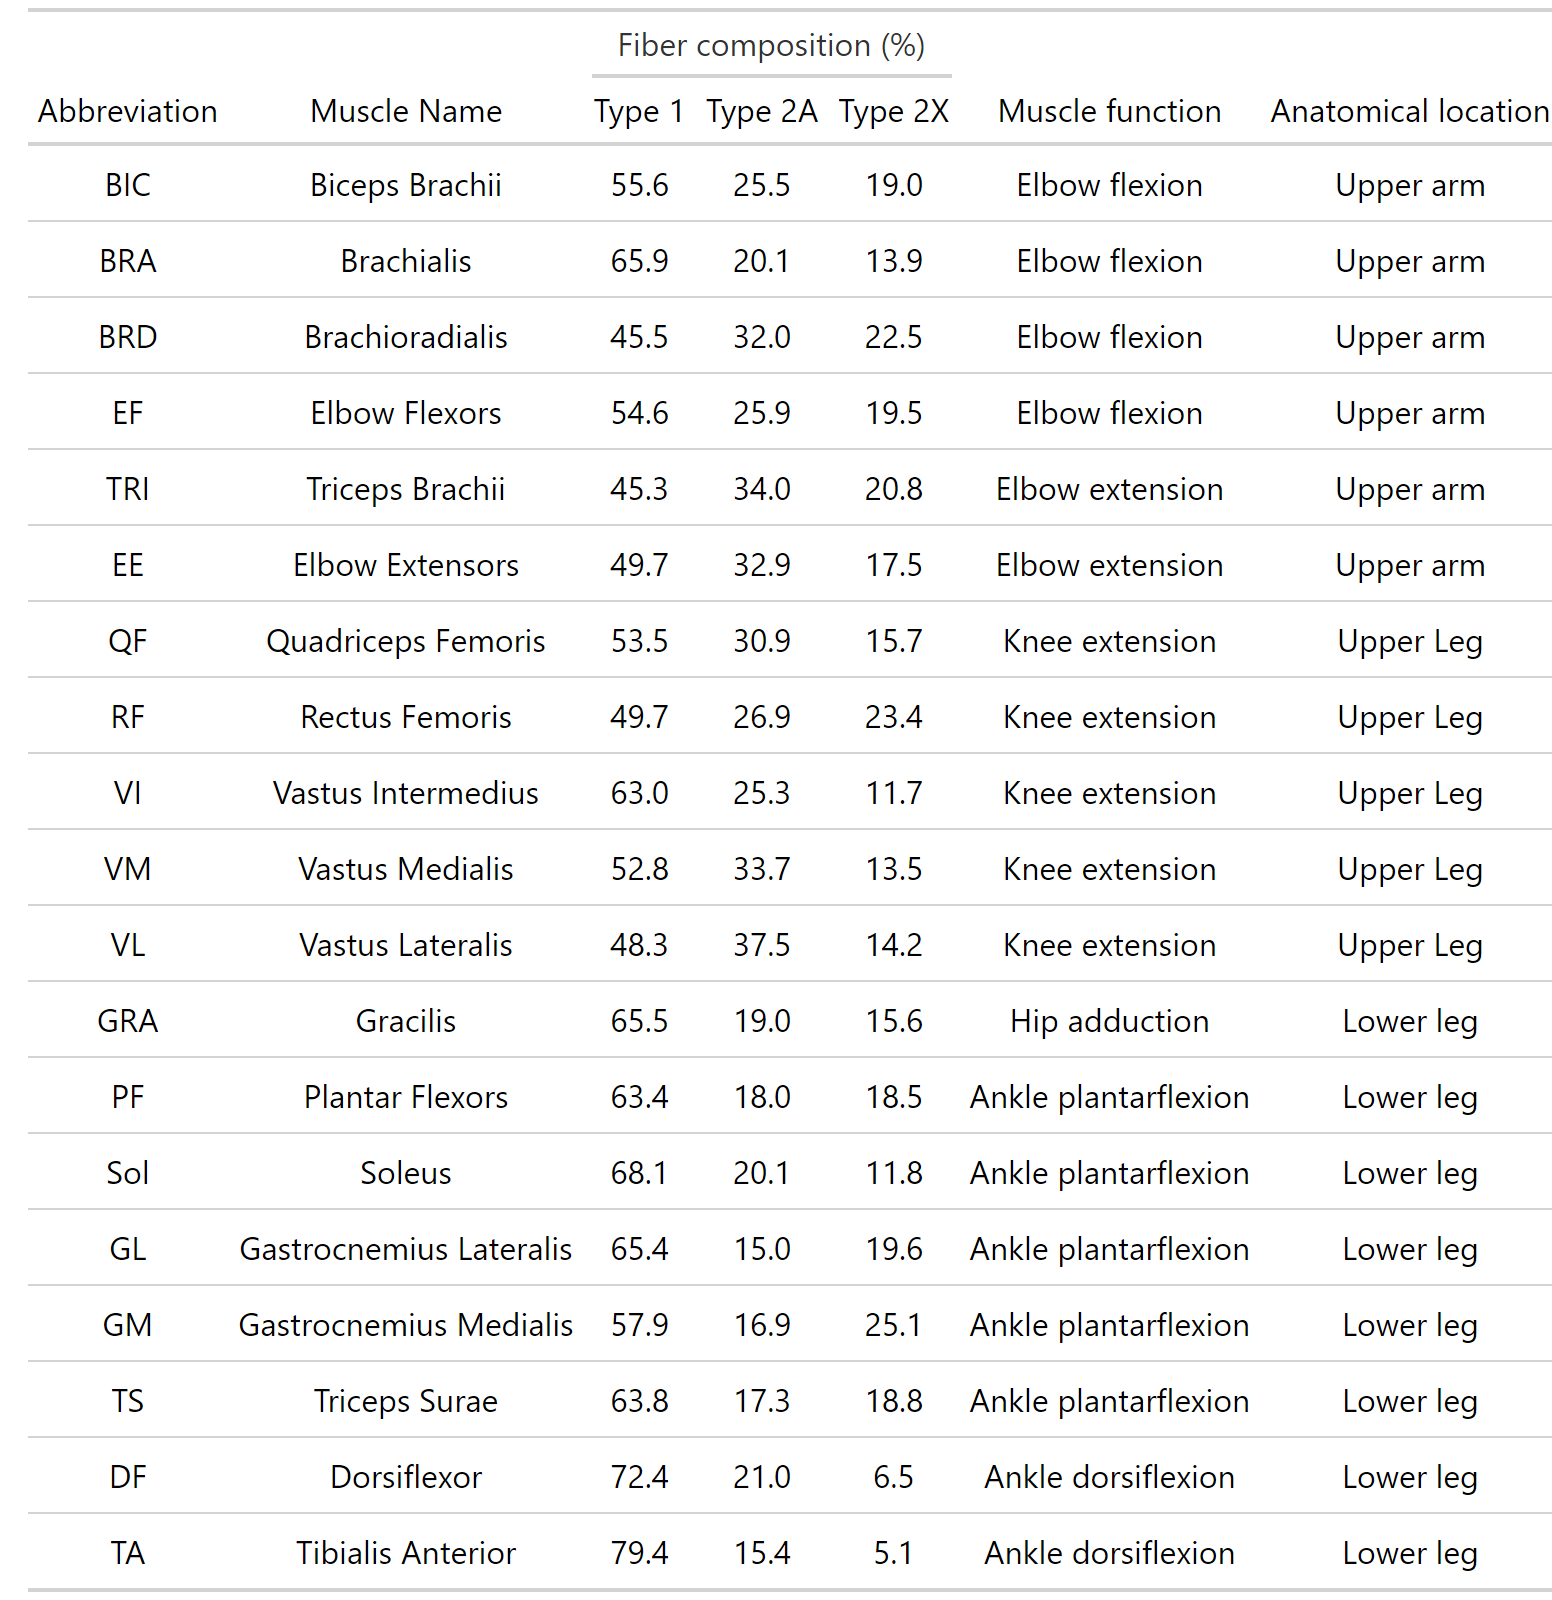 Fiber composition (%)
Abbreviation Muscle Name Type 1 Type 2A Type 2X Muscle function Anatomical location
BIC Biceps Brachii 55.6 25.5 19.0 Elbow flexion Upper arm
BRA Brachialis 65.9 20.1 13.9 Elbow flexion Upper arm
BRD Brachioradialis 45.5 32.0 22.5 Elbow flexion Upper arm
EF Elbow Flexors 54.6 25.9 19.5 Elbow flexion Upper arm
TRI Triceps Brachii 45.3 34.0 20.8 Elbow extension Upper arm
EE Elbow Extensors 49.7 32.9 17.5 Elbow extension Upper arm
QF Quadriceps Femoris 53.5 30.9 15.7 Knee extension Upper Leg
RF Rectus Femoris 49.7 26.9 23.4 Knee extension Upper Leg
VI Vastus Intermedius 63.0 25.3 11.7 Knee extension Upper Leg
VM Vastus Medialis 52.8 33.7 13.5 Knee extension Upper Leg
VL Vastus Lateralis 48.3 37.5 14.2 Knee extension Upper Leg
GRA Gracilis 65.5 19.0 15.6 Hip adduction Lower leg
PF Plantar Flexors 63.4 18.0 18.5 Ankle plantarflexion Lower leg
Sol Soleus 68.1 20.1 11.8 Ankle plantarflexion Lower leg
GL Gastrocnemius Lateralis 65.4 15.0 19.6 Ankle plantarflexion Lower leg
GM Gastrocnemius Medialis 57.9 16.9 25.1 Ankle plantarflexion Lower leg
TS Triceps Surae 63.8 17.3 18.8 Ankle plantarflexion Lower leg
DF Dorsiflexor 72.4 21.0 6.5 Ankle dorsiflexion Lower leg
TA Tibialis Anterior 79.4 15.4 5.1 Ankle dorsiflexion Lower leg